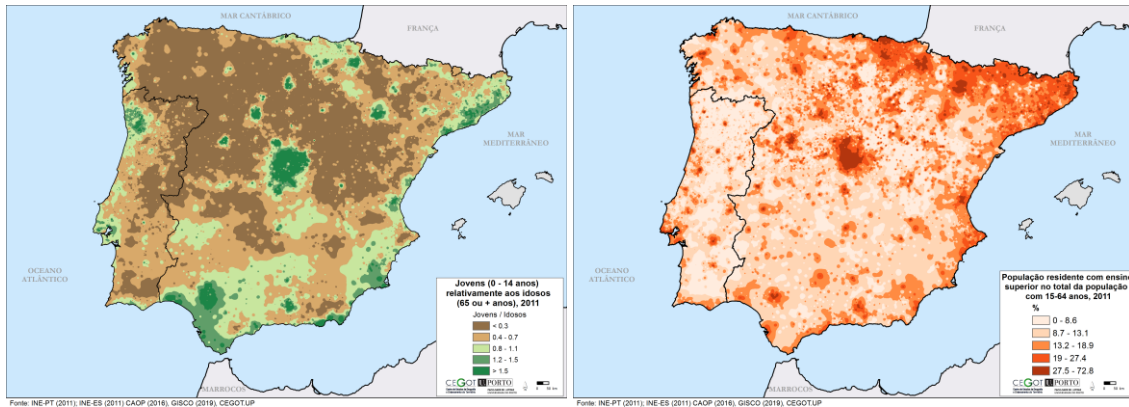 MAR CANTÁBRICO
FRANÇA
MAR
MEDITERRÂNEO
OCEANO
ATLÂNTICO
MARROCOS
Jovens (0 - 14 anos)
relativamente aos idosos
(65 ou + anos), 2011
Jovens / Idosos
< 0.3
0.4 - 0.7
0.8 - 1.1
1.2 - 1.5
> 1.5
CEGOT U.PORTO
Fonte: INE-PT (2011); INE-ES (2011) CAOP (2016), GISCO (2019), CEGOT.UP
MAR CANTÁBRICO
FRANÇA
MAR
MEDITERRÂNEO
OCEANO
ATLÂNTICO
MARROCOS
População residente com ensino
superior no total da população
com 15-64 anos, 2011
%
0 - 8.6
8.7 - 13.1
13.2 - 18.9
19 - 27.4
27.5 - 72.8
CEGOT U.PORTO
Fonte: INE-PT (2011); INE-ES (2011) CAOP (2016), GISCO (2019), CEGOT.UP